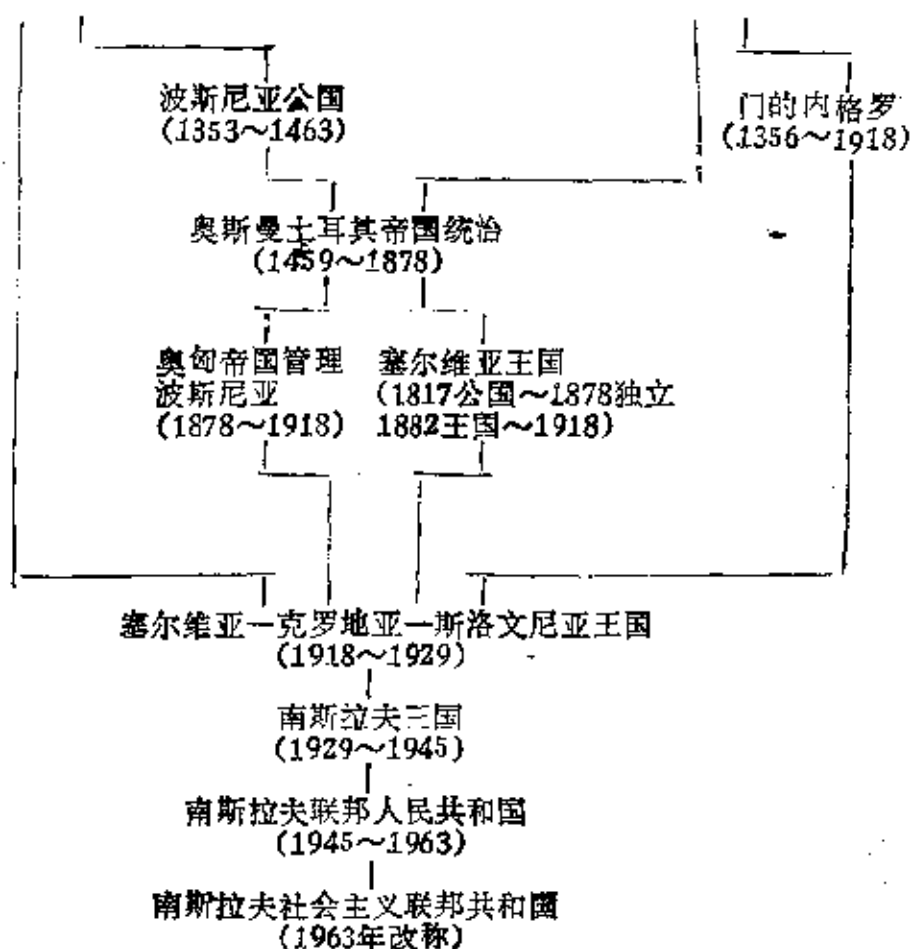 波斯尼亚公国
(1353～1463)
门的内格罗
(1356～1918)
奥斯曼土耳其帝国统治
(1459～1878)
奥匈帝国管理
波斯尼亚
(1878～1918)
塞尔维亚王国
(1817公国～1878独立
1882王国～1918)
塞尔维亚—克罗地亚—斯洛文尼亚王国
(1918～1929)
南斯拉夫王国
(1929～1945)
南斯拉夫联邦人民共和国
(1945～1963)
南斯拉夫社会主义联邦共和国
(1963年改称)